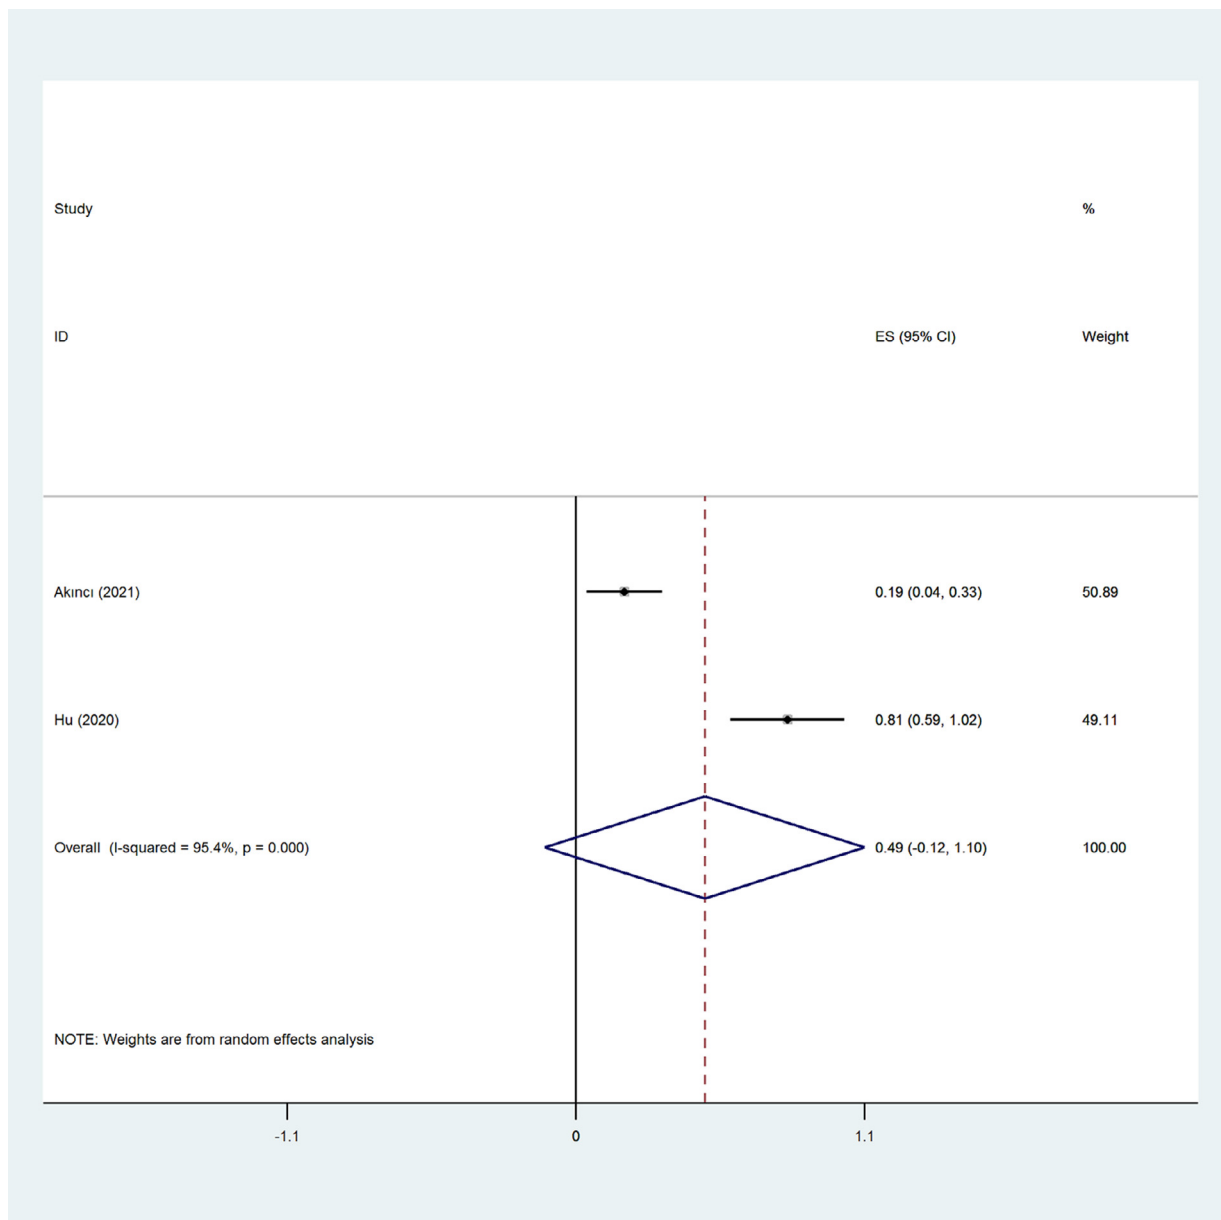 Study %
ID ES (95% CI) Weight
Akıncı (2021) 0.19 (0.04, 0.33) 50.89
Hu (2020) 0.81 (0.59, 1.02) 49.11
Overall (I-squared = 95.4%, p = 0.000) 0.49 (-0.12, 1.10) 100.00
NOTE: Weights are from random effects analysis
-1.1 0 1.1